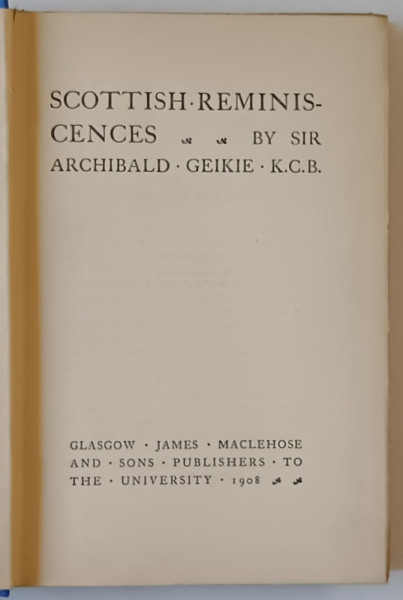 SCOTTISH · REMINIS-
CENCES ☙ ☙ BY SIR
ARCHIBALD · GEIKIE · K.C.B.
GLASGOW · JAMES · MACLEHOSE
AND · SONS · PUBLISHERS · TO
THE · UNIVERSITY · 1908 ☙ ☙